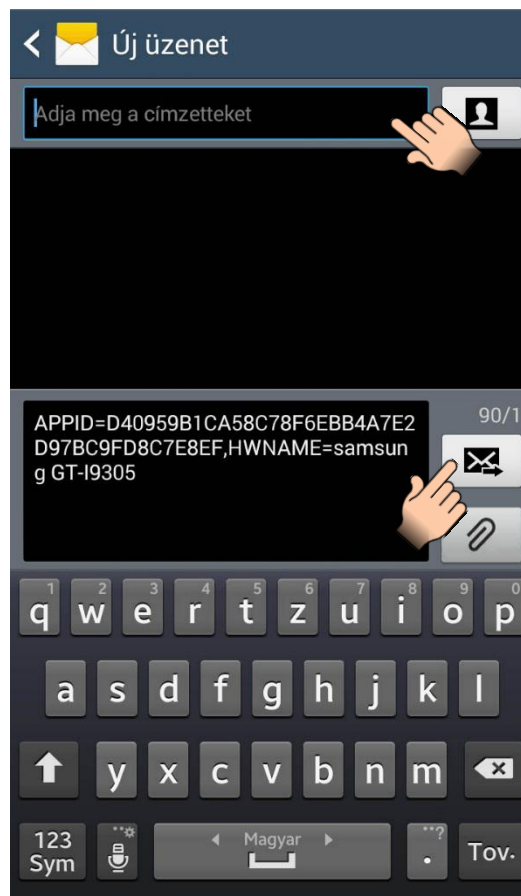 Új üzenet
Adja meg a címzetteket
90/1
APPID=D40959B1CA58C78F6EBB4A7E2
D97BC9FD8C7E8EF,HWNAME=samsun
g GT-I9305
1 2 3 4 5 6 7 8 9 0
q w e r t z u i o p
a s d f g h j k l
y x c v b n m
123
Sym
Magyar
...?
.
Tov.